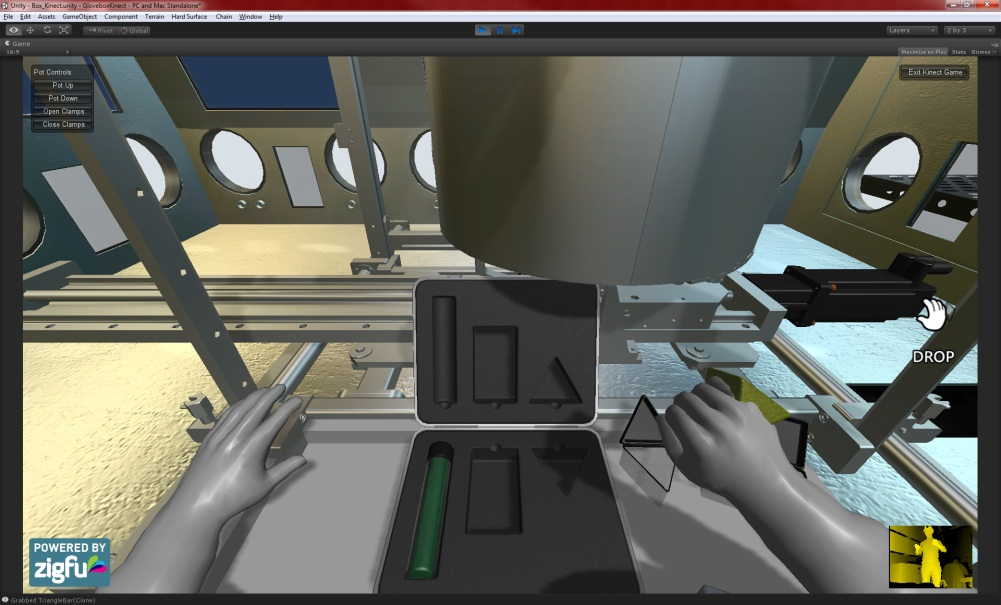 Unity - Box_Kinect.unity - GloveboxKinect - PC and Mac Standalone*
File Edit Assets GameObject Component Terrain Hard Surface Chain Window Help
Pivot Global Layers 2 by 3
Game
16:9 Maximize on Play Stats Gizmos
Pot Controls
Pot Up
Pot Down
Open Clamps
Close Clamps
Exit Kinect Game
DROP
POWERED BY
zigfu
Grabbed TriangleBar(Clone)